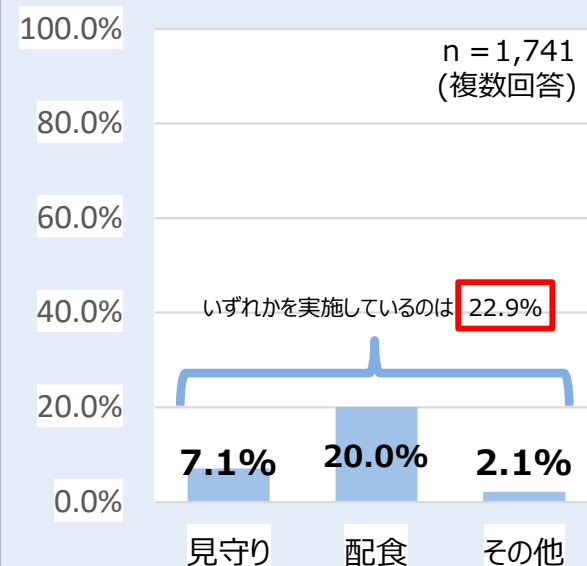 100.0%
n＝1,741
(複数回答)
80.0%
60.0%
40.0%
いずれかを実施しているのは 22.9%
20.0%
7.1% 20.0% 2.1%
0.0%
見守り 配食 その他